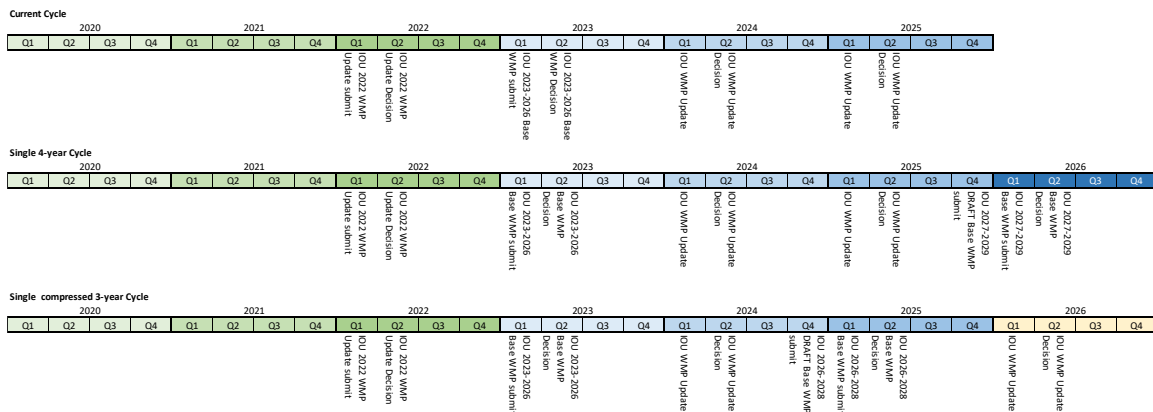 Current Cycle
2020 2021 2022 2023 2024 2025
Q1 Q2 Q3 Q4 Q1 Q2 Q3 Q4 Q1 Q2 Q3 Q4 Q1 Q2 Q3 Q4 Q1 Q2 Q3 Q4 Q1 Q2 Q3 Q4
IOU 2022 WMP
Update submit
IOU 2022 WMP
Update Decision
IOU 2023-2026 Base
WMP submit
IOU 2023-2026 Base
WMP Decision
IOU WMP Update
IOU WMP Update
Decision
IOU WMP Update
IOU WMP Update
Decision
Single 4-year Cycle
2020 2021 2022 2023 2024 2025 2026
Q1 Q2 Q3 Q4 Q1 Q2 Q3 Q4 Q1 Q2 Q3 Q4 Q1 Q2 Q3 Q4 Q1 Q2 Q3 Q4 Q1 Q2 Q3 Q4 Q1 Q2 Q3 Q4
IOU 2022 WMP
Update submit
IOU 2022 WMP
Update Decision
IOU 2023-2026
Base WMP submit
IOU 2023-2026
Base WMP
Decision
IOU WMP Update
IOU WMP Update
Decision
IOU WMP Update
IOU WMP Update
Decision
IOU 2027-2029
DRAFT Base WMP
submit
IOU 2027-2029
Base WMP submit
IOU 2027-2029
Base WMP
Decision
Single compressed 3-year Cycle
2020 2021 2022 2023 2024 2025 2026
Q1 Q2 Q3 Q4 Q1 Q2 Q3 Q4 Q1 Q2 Q3 Q4 Q1 Q2 Q3 Q4 Q1 Q2 Q3 Q4 Q1 Q2 Q3 Q4 Q1 Q2 Q3 Q4
IOU 2022 WMP
Update submit
IOU 2022 WMP
Update Decision
IOU 2023-2026
Base WMP submi
IOU 2023-2026
Base WMP
Decision
IOU WMP Update
IOU WMP Update
Decision
IOU 2026-2028
DRAFT Base WMP
submit
IOU 2026-2028
Base WMP submi
IOU 2026-2028
Base WMP
Decision
IOU WMP Update
IOU WMP Update
Decision